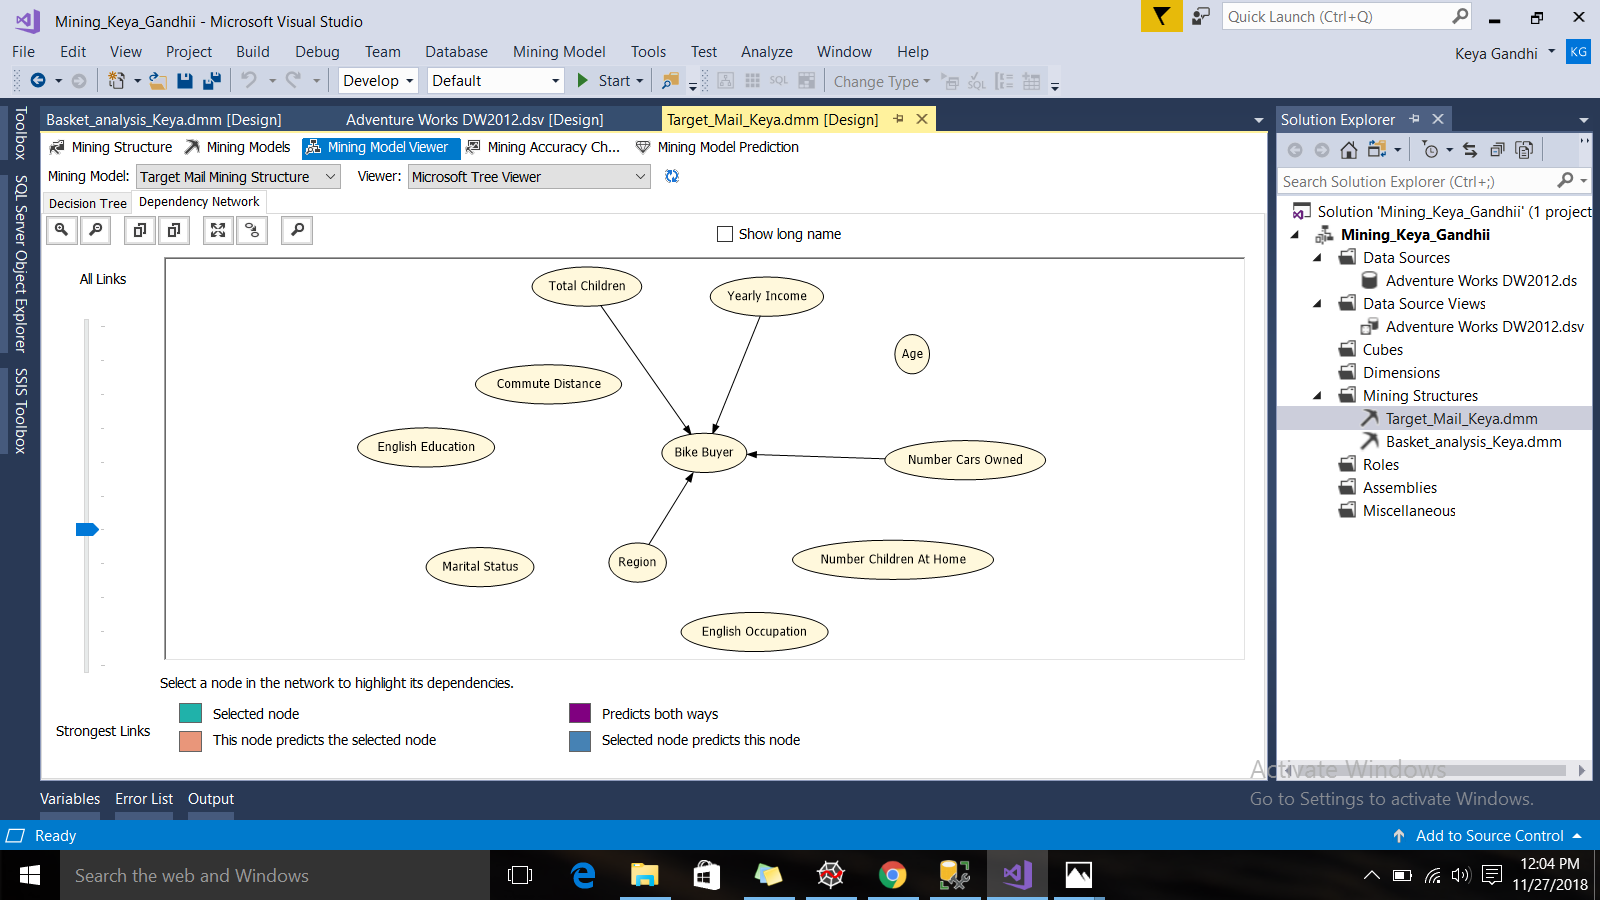 Mining_Keya_Gandhii - Microsoft Visual Studio
Quick Launch (Ctrl+Q)
File Edit View Project Build Debug Team Database Mining Model Tools Test Analyze Window Help
Keya Gandhi KG
Develop Default Start SQL Change Type SQL
Toolbox
SQL Server Object Explorer
SSIS Toolbox
Basket_analysis_Keya.dmm [Design] Adventure Works DW2012.dsv [Design] Target_Mail_Keya.dmm [Design]
Mining Structure Mining Models Mining Model Viewer Mining Accuracy Ch... Mining Model Prediction
Mining Model: Target Mail Mining Structure Viewer: Microsoft Tree Viewer
Decision Tree Dependency Network
Show long name
All Links
Total Children
Yearly Income
Age
Commute Distance
English Education
Bike Buyer
Number Cars Owned
Marital Status
Region
Number Children At Home
English Occupation
Select a node in the network to highlight its dependencies.
Strongest Links
Selected node
Predicts both ways
This node predicts the selected node
Selected node predicts this node
Solution Explorer
Search Solution Explorer (Ctrl+;)
Solution 'Mining_Keya_Gandhii' (1 project
Mining_Keya_Gandhii
Data Sources
Adventure Works DW2012.ds
Data Source Views
Adventure Works DW2012.dsv
Cubes
Dimensions
Mining Structures
Target_Mail_Keya.dmm
Basket_analysis_Keya.dmm
Roles
Assemblies
Miscellaneous
Activate Windows
Go to Settings to activate Windows.
Variables Error List Output
Ready
Add to Source Control
Search the web and Windows
12:04 PM
11/27/2018